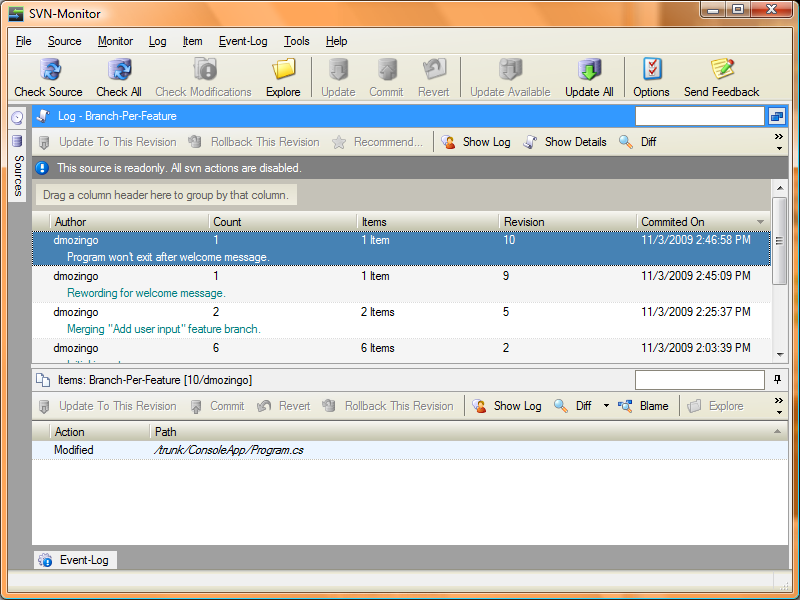 SVN-Monitor
File Source Monitor Log Item Event-Log Tools Help
Check Source Check All Check Modifications Explore Update Commit Revert Update Available Update All Options Send Feedback
Log - Branch-Per-Feature
Update To This Revision Rollback This Revision Recommend... Show Log Show Details Diff
Sources
This source is readonly. All svn actions are disabled.
Drag a column header here to group by that column.
Author Count Items Revision Commited On
dmozingo 1 1 Item 10 11/3/2009 2:46:58 PM
Program won't exit after welcome message.
dmozingo 1 1 Item 9 11/3/2009 2:45:09 PM
Rewording for welcome message.
dmozingo 2 2 Items 5 11/3/2009 2:25:37 PM
Merging "Add user input" feature branch.
dmozingo 6 6 Items 2 11/3/2009 2:03:39 PM
Items: Branch-Per-Feature [10/dmozingo]
Update To This Revision Commit Revert Rollback This Revision Show Log Diff Blame Explore
Action Path
Modified /trunk/ConsoleApp/Program.cs
Event-Log